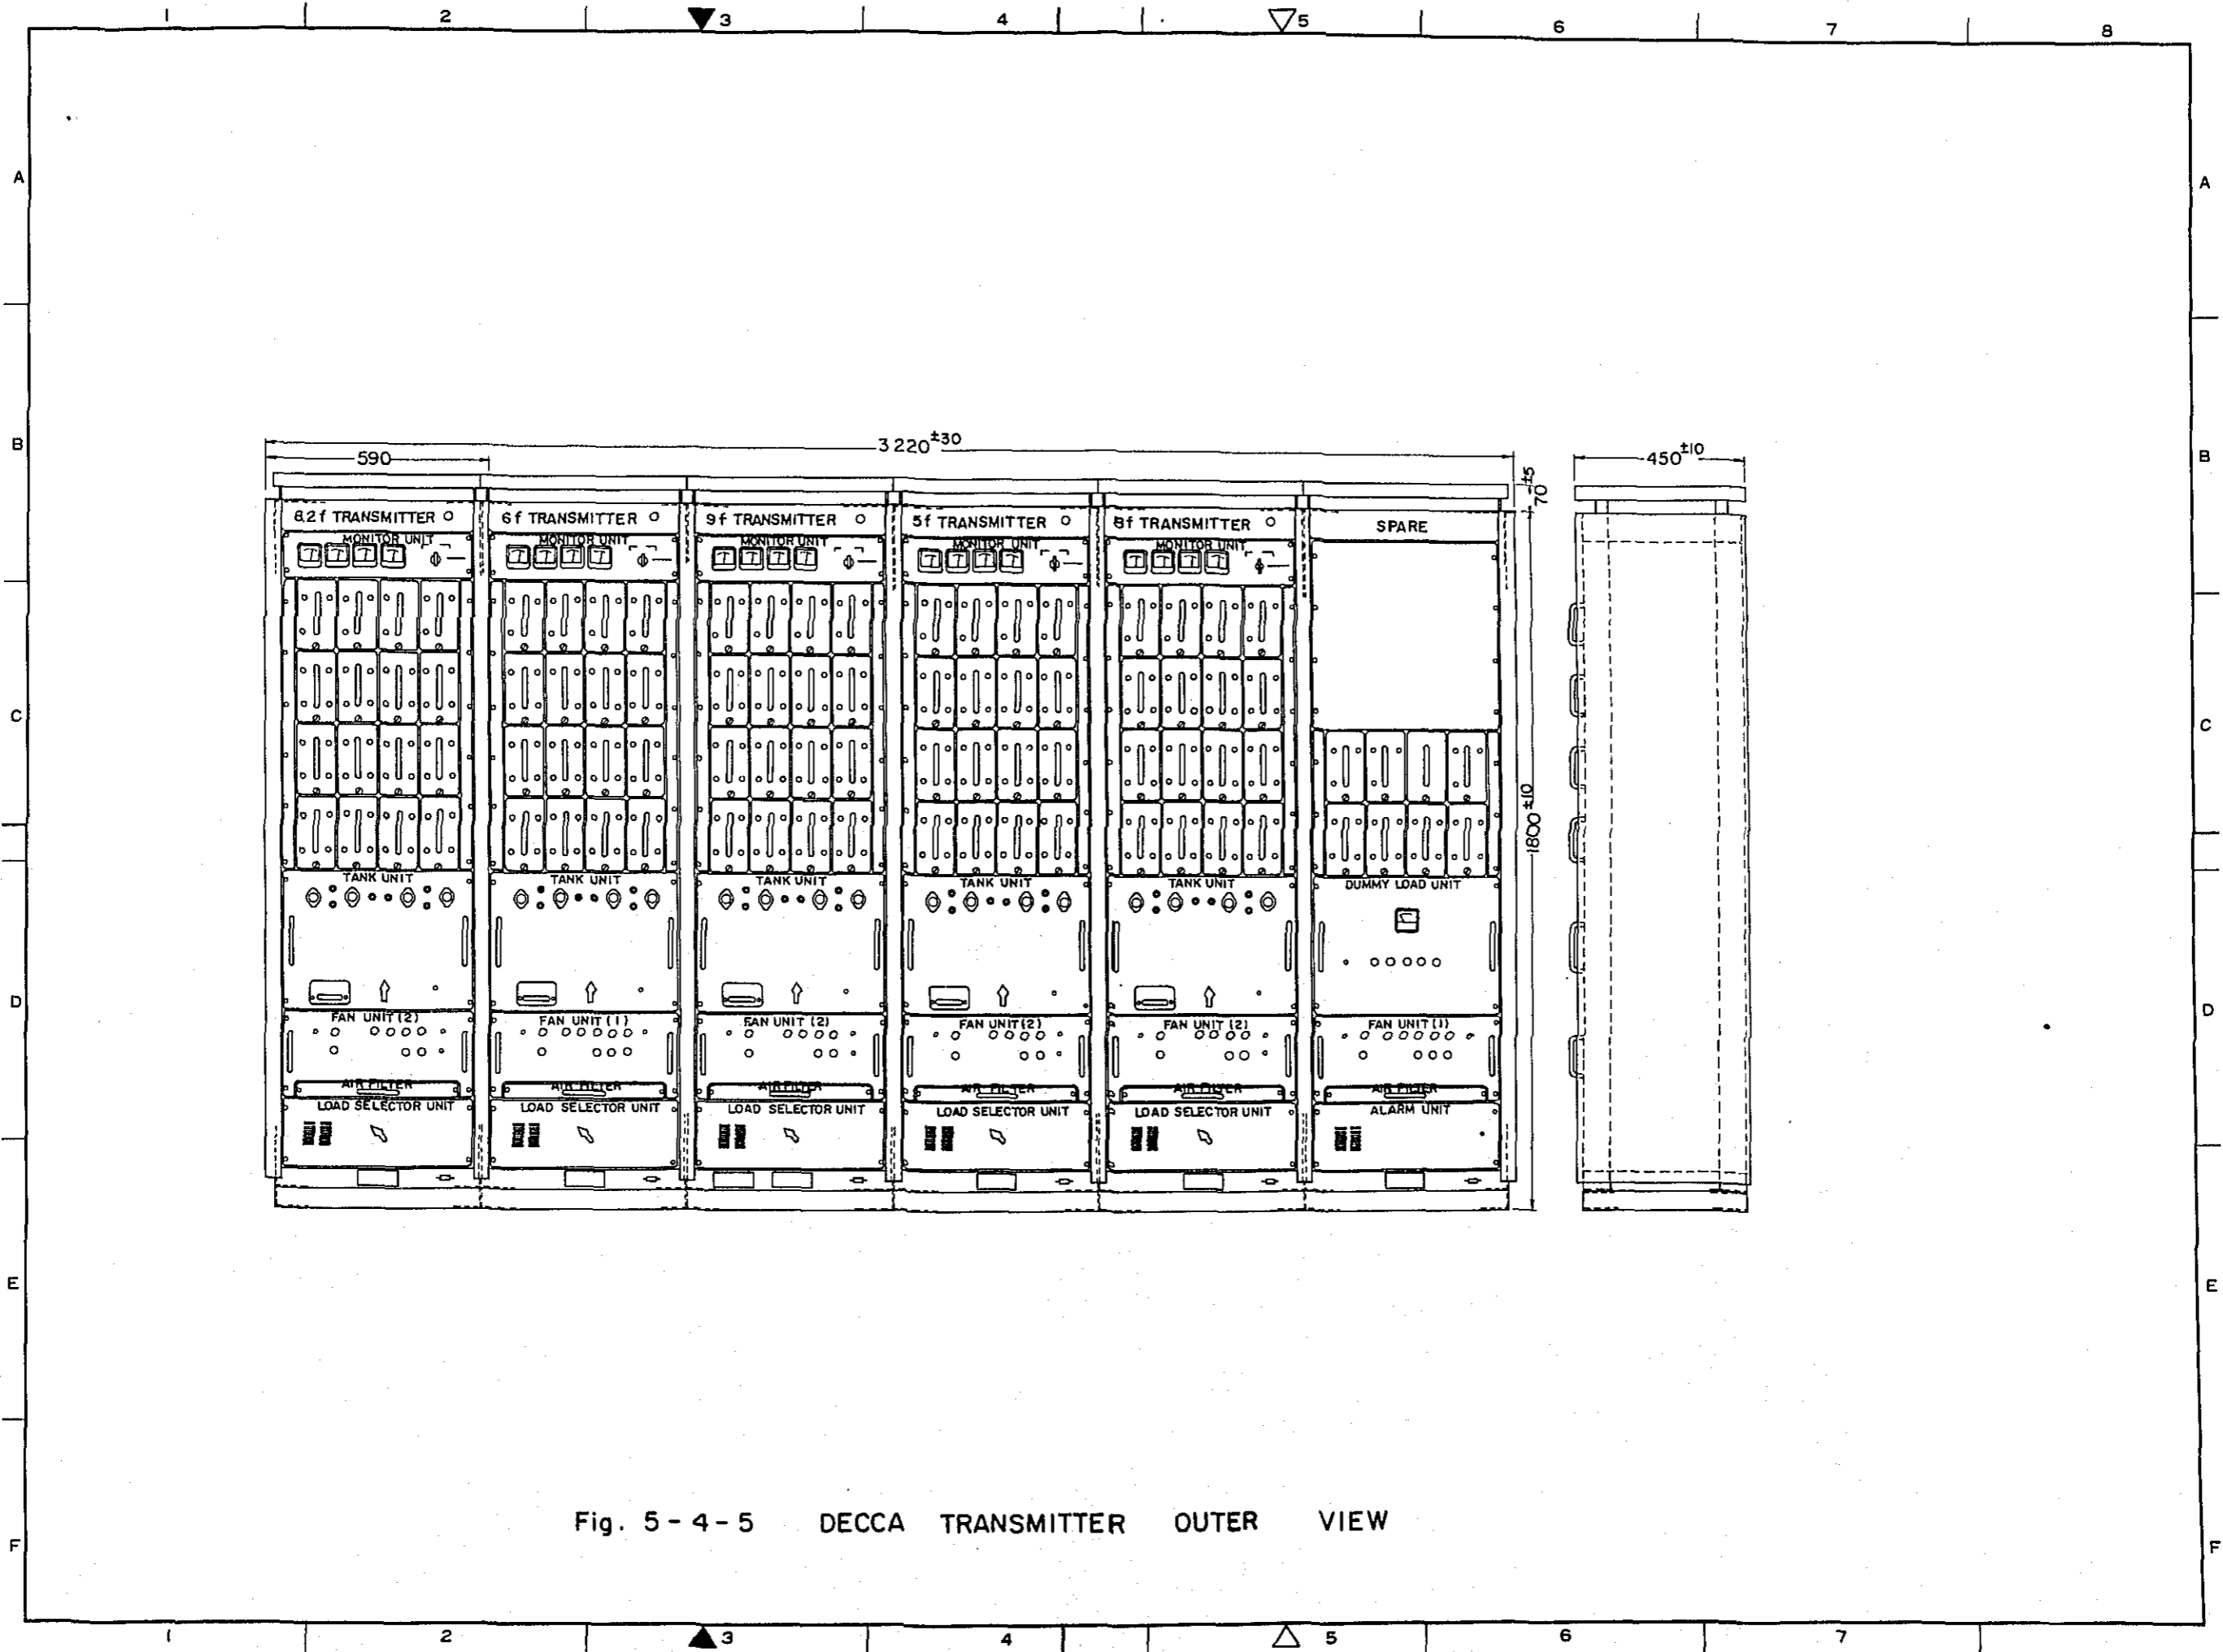 1 2 3 4 5 6 7 8
A A
B B
3220±30
590
450±10
70±5
8.2f TRANSMITTER 6f TRANSMITTER 9f TRANSMITTER 5f TRANSMITTER 8f TRANSMITTER SPARE
MONITOR UNIT MONITOR UNIT MONITOR UNIT MONITOR UNIT MONITOR UNIT
C C
1800±10
TANK UNIT TANK UNIT TANK UNIT TANK UNIT TANK UNIT DUMMY LOAD UNIT
D D
FAN UNIT (2) FAN UNIT (1) FAN UNIT (2) FAN UNIT (2) FAN UNIT (2) FAN UNIT (1)
AIR FILTER AIR FILTER AIR FILTER AIR FILTER AIR FILTER AIR FILTER
LOAD SELECTOR UNIT LOAD SELECTOR UNIT LOAD SELECTOR UNIT LOAD SELECTOR UNIT LOAD SELECTOR UNIT ALARM UNIT
E E
Fig. 5-4-5 DECCA TRANSMITTER OUTER VIEW
F F
1 2 3 4 5 6 7